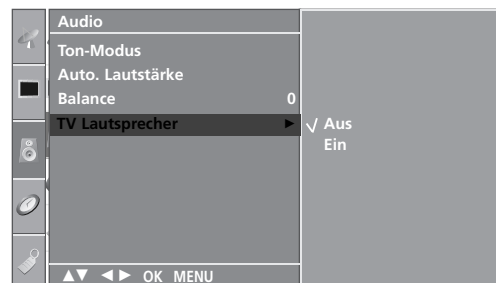 Audio
Ton-Modus
Auto. Lautstärke
Balance 0
TV Lautsprecher ► √ Aus
Ein
▲▼ ◄► OK MENU